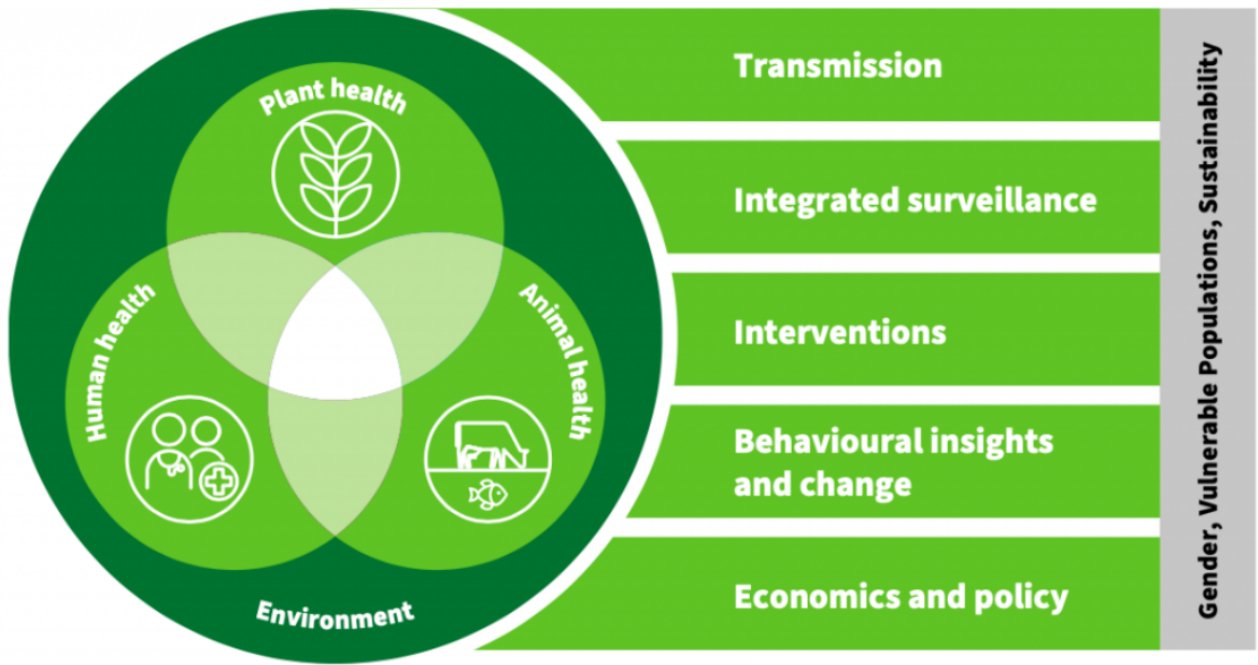 Plant health
Human health
Animal health
Environment
Transmission
Integrated surveillance
Interventions
Behavioural insights
and change
Economics and policy
Gender, Vulnerable Populations, Sustainability